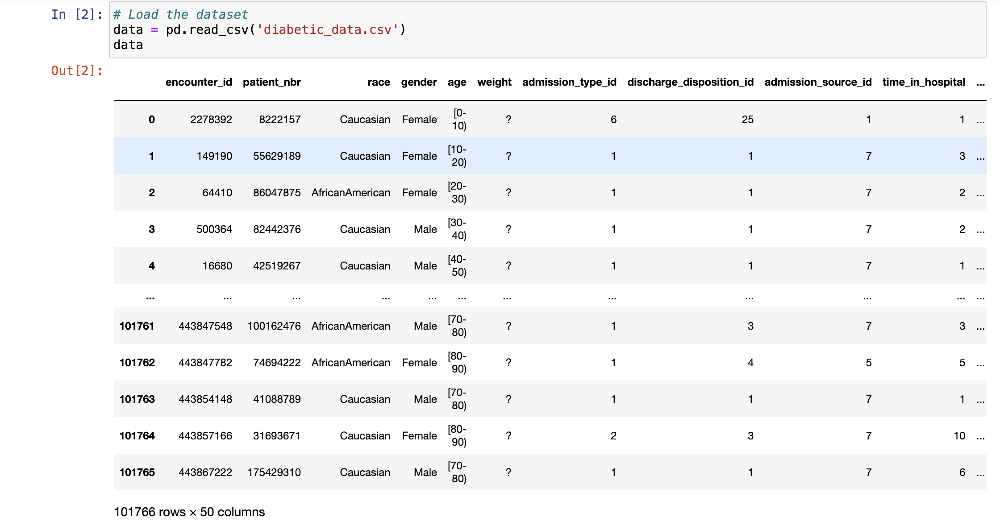 In [2]: # Load the dataset
data = pd.read_csv('diabetic_data.csv')
data
Out[2]:
encounter_id patient_nbr race gender age weight admission_type_id discharge_disposition_id admission_source_id time_in_hospital ...
0 2278392 8222157 Caucasian Female [0-10) ? 6 25 1 1 ...
1 149190 55629189 Caucasian Female [10-20) ? 1 1 7 3 ...
2 64410 86047875 AfricanAmerican Female [20-30) ? 1 1 7 2 ...
3 500364 82442376 Caucasian Male [30-40) ? 1 1 7 2 ...
4 16680 42519267 Caucasian Male [40-50) ? 1 1 7 1 ...
... ... ... ... ... ... ... ... ... ... ... ...
101761 443847548 100162476 AfricanAmerican Male [70-80) ? 1 3 7 3 ...
101762 443847782 74694222 AfricanAmerican Female [80-90) ? 1 4 5 5 ...
101763 443854148 41088789 Caucasian Male [70-80) ? 1 1 7 1 ...
101764 443857166 31693671 Caucasian Female [80-90) ? 2 3 7 10 ...
101765 443867222 175429310 Caucasian Male [70-80) ? 1 1 7 6 ...
101766 rows × 50 columns